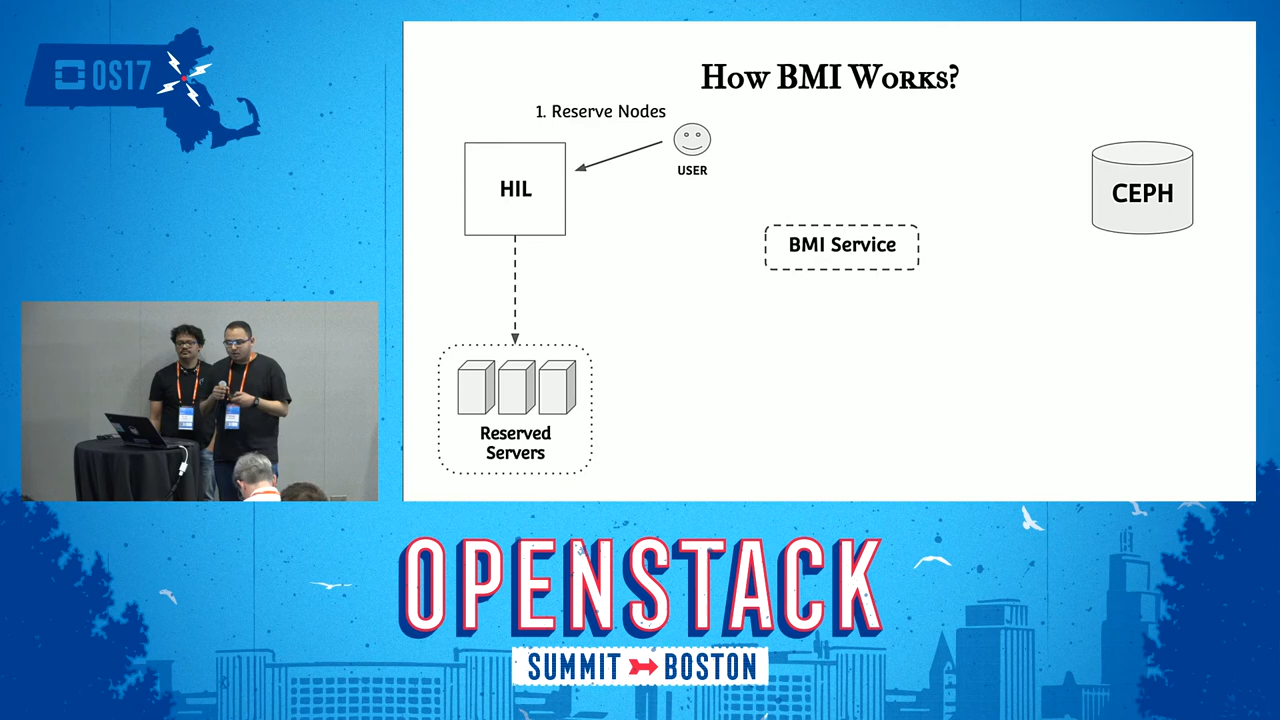 OS17
How BMI Works?
1. Reserve Nodes
USER
HIL
CEPH
BMI Service
Reserved
Servers
OPENSTACK
SUMMIT BOSTON